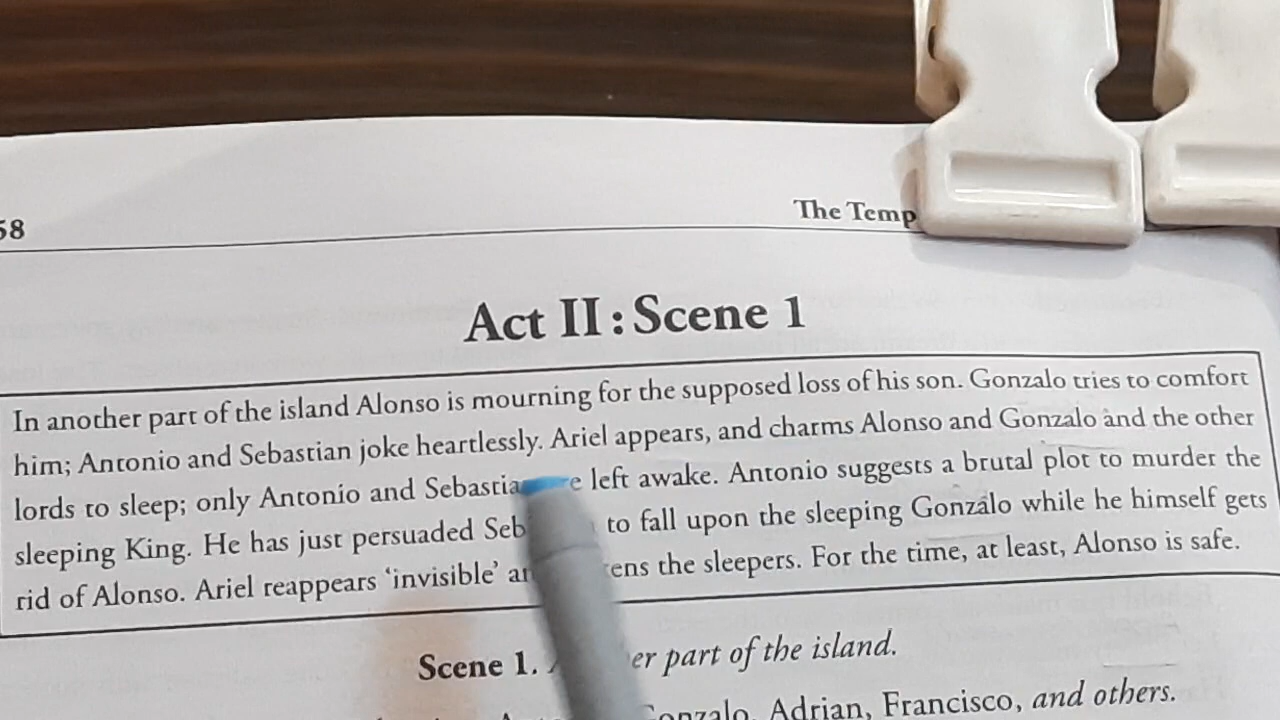 58
The Temp
Act II : Scene 1
In another part of the island Alonso is mourning for the supposed loss of his son. Gonzalo tries to comfort
him; Antonio and Sebastian joke heartlessly. Ariel appears, and charms Alonso and Gonzalo and the other
lords to sleep; only Antonio and Sebastia left awake. Antonio suggests a brutal plot to murder the
sleeping King. He has just persuaded Seb to fall upon the sleeping Gonzalo while he himself gets
rid of Alonso. Ariel reappears ‘invisible’ ens the sleepers. For the time, at least, Alonso is safe.
Scene 1. er part of the island.
Gonzalo, Adrian, Francisco, and others.